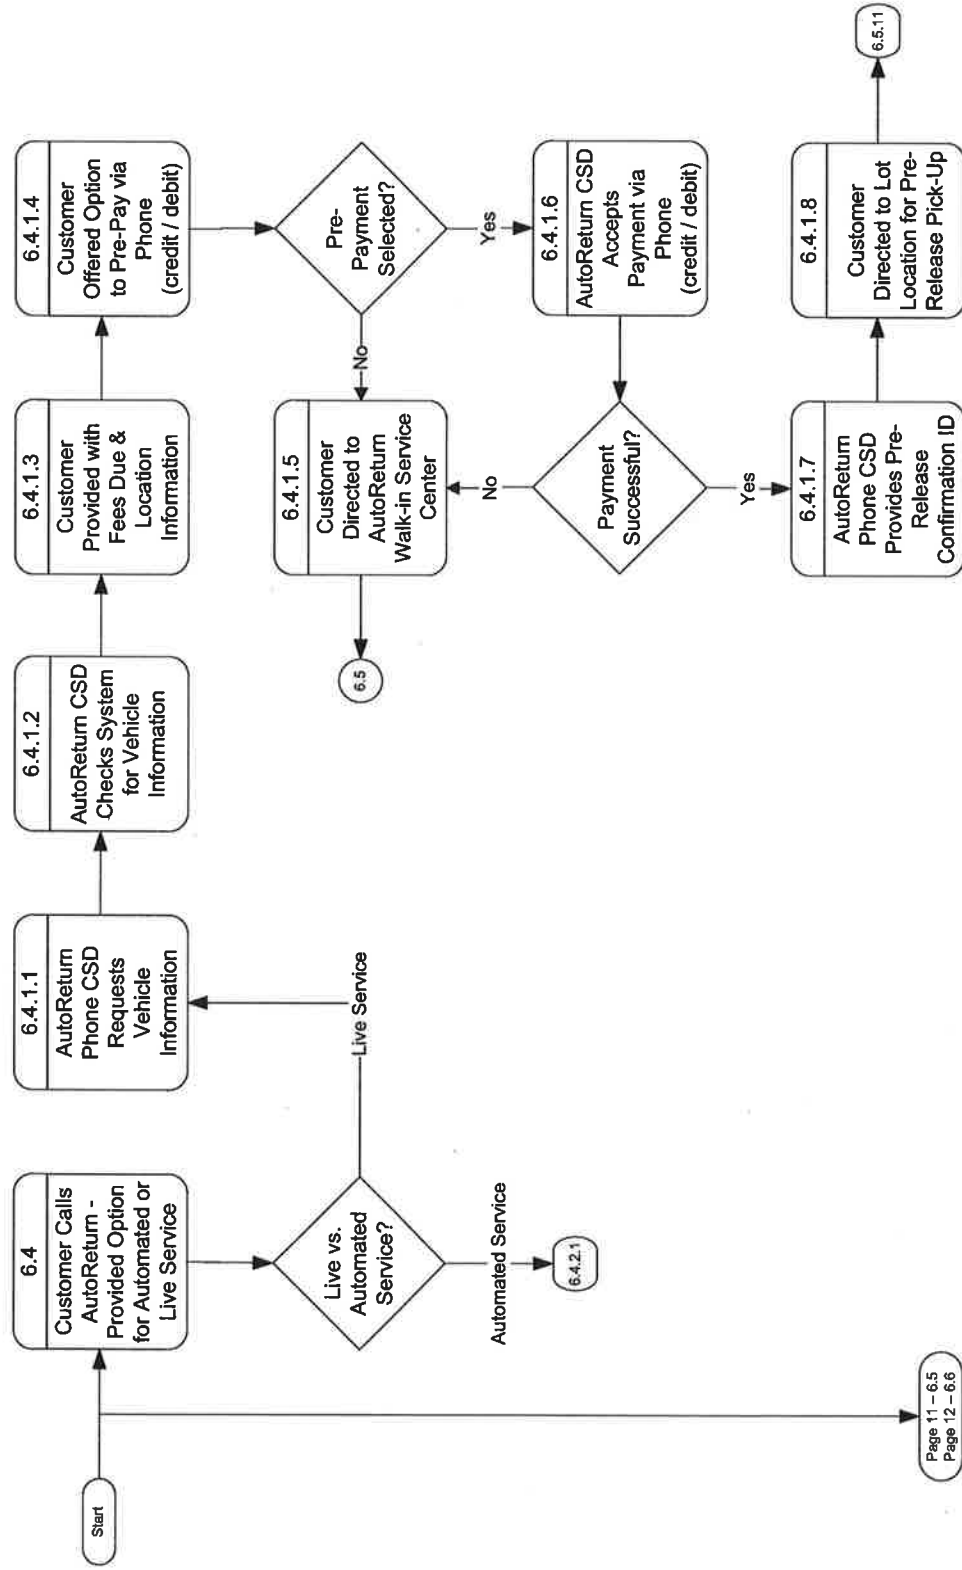 Start
6.4
Customer Calls
AutoReturn -
Provided Option
for Automated or
Live Service
Live vs.
Automated
Service?
Live Service
Automated Service
6.4.2.1
Page 11 – 6.5
Page 12 – 6.6
6.4.1.1
AutoReturn
Phone CSD
Requests
Vehicle
Information
6.4.1.2
AutoReturn CSD
Checks System
for Vehicle
Information
6.4.1.3
Customer
Provided with
Fees Due &
Location
Information
6.4.1.4
Customer
Offered Option
to Pre-Pay via
Phone
(credit / debit)
Pre-
Payment
Selected?
No
Yes
6.4.1.5
Customer
Directed to
AutoReturn
Walk-in Service
Center
6.5
6.4.1.6
AutoReturn CSD
Accepts
Payment via
Phone
(credit / debit)
Payment
Successful?
No
Yes
6.4.1.7
AutoReturn
Phone CSD
Provides Pre-
Release
Confirmation ID
6.4.1.8
Customer
Directed to Lot
Location for Pre-
Release Pick-Up
6.5.11